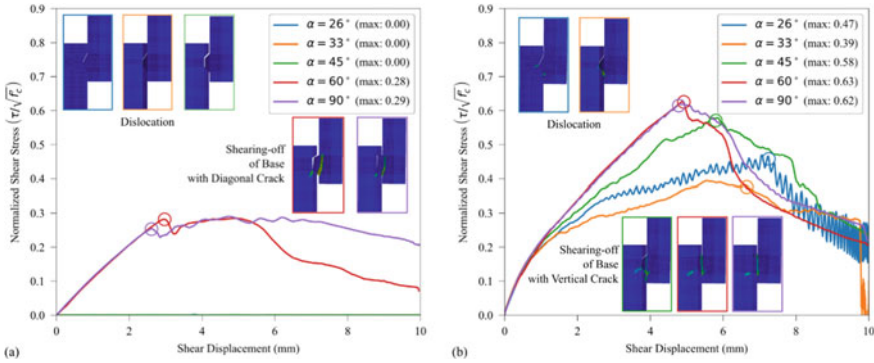 0.9
0.8
0.7
0.6
0.5
0.4
0.3
0.2
0.1
0.0
Normalized Shear Stress (τ/√f'c)
α = 26° (max: 0.00)
α = 33° (max: 0.00)
α = 45° (max: 0.00)
α = 60° (max: 0.28)
α = 90° (max: 0.29)
Dislocation
Shearing-off
of Base
with Diagonal Crack
0 2 4 6 8 10
(a)
Shear Displacement (mm)
0.9
0.8
0.7
0.6
0.5
0.4
0.3
0.2
0.1
0.0
Normalized Shear Stress (τ/√f'c)
α = 26° (max: 0.47)
α = 33° (max: 0.39)
α = 45° (max: 0.58)
α = 60° (max: 0.63)
α = 90° (max: 0.62)
Dislocation
Shearing-off
of Base
with Vertical Crack
0 2 4 6 8 10
(b)
Shear Displacement (mm)